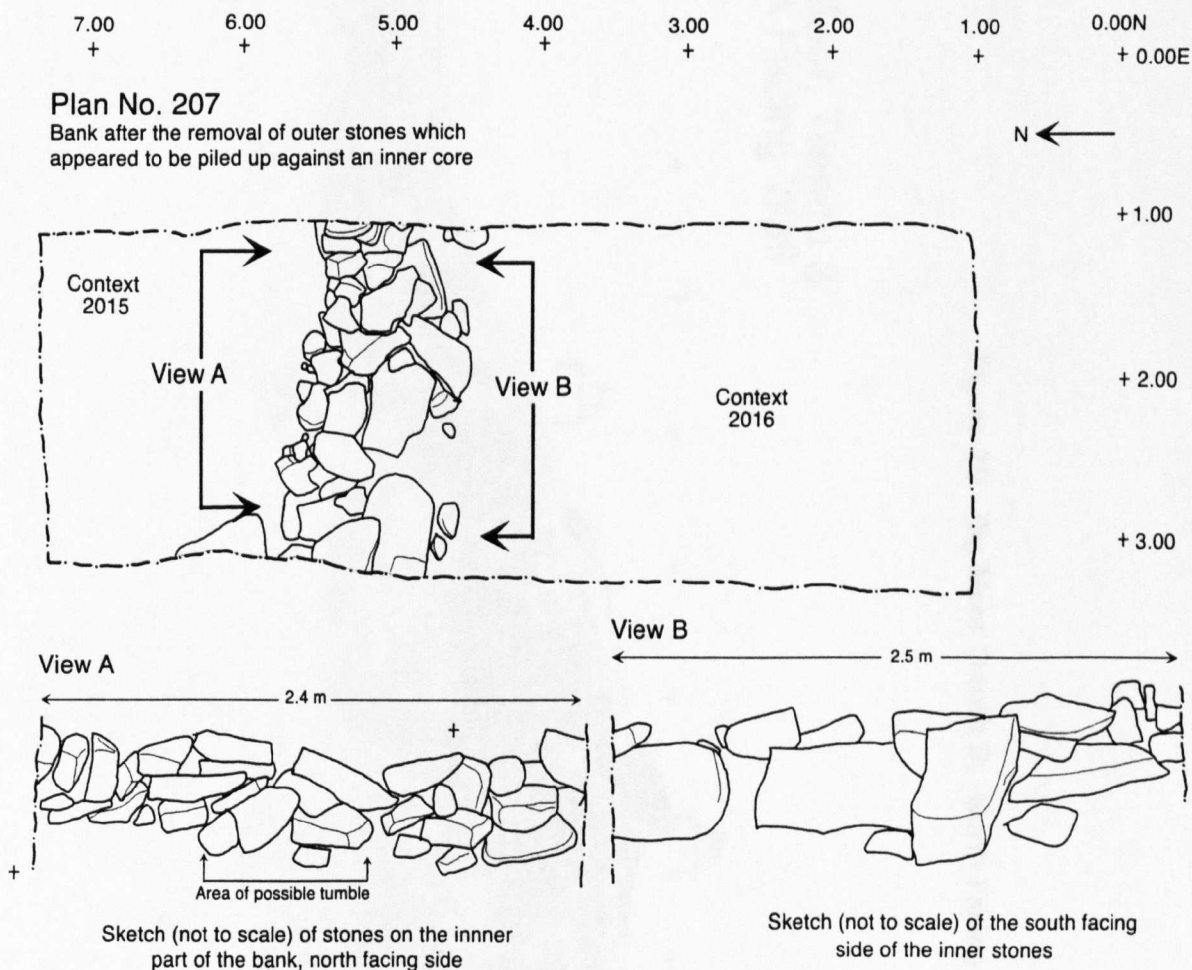 7.00 6.00 5.00 4.00 3.00 2.00 1.00 0.00N
+ + + + + + + + 0.00E
Plan No. 207
Bank after the removal of outer stones which
appeared to be piled up against an inner core
N
+ 1.00
Context
2015
View A
View B
Context
2016
+ 2.00
+ 3.00
View A
2.4 m
+
+
Area of possible tumble
Sketch (not to scale) of stones on the innner
part of the bank, north facing side
View B
2.5 m
Sketch (not to scale) of the south facing
side of the inner stones